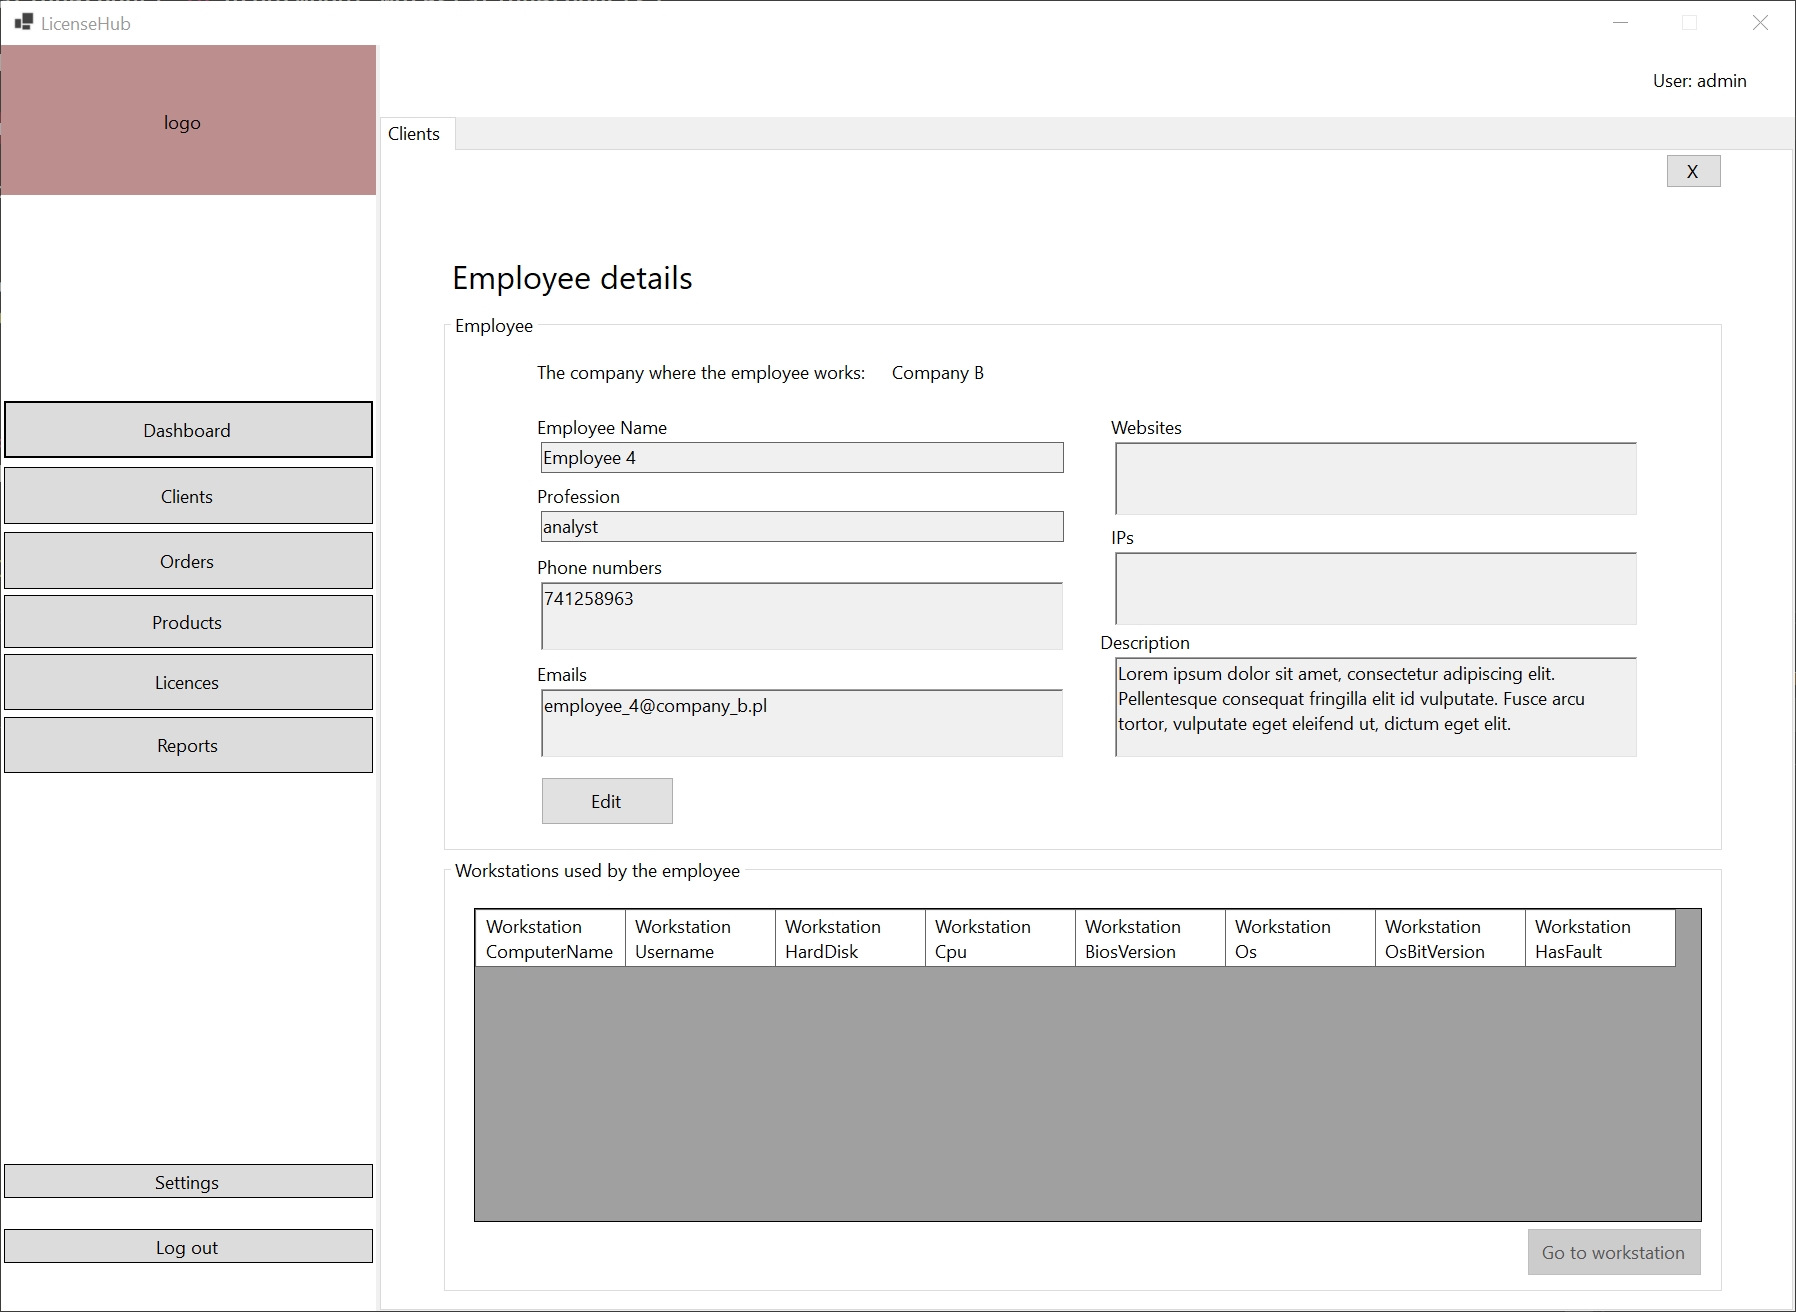 LicenseHub
User: admin
logo
Clients
X
Employee details
Employee
The company where the employee works: Company B
Employee Name
Employee 4
Profession
analyst
Phone numbers
741258963
Emails
employee_4@company_b.pl
Edit
Websites
IPs
Description
Lorem ipsum dolor sit amet, consectetur adipiscing elit.
Pellentesque consequat fringilla elit id vulputate. Fusce arcu
tortor, vulputate eget eleifend ut, dictum eget elit.
Dashboard
Clients
Orders
Products
Licences
Reports
Settings
Log out
Workstations used by the employee
Workstation ComputerName
Workstation Username
Workstation HardDisk
Workstation Cpu
Workstation BiosVersion
Workstation Os
Workstation OsBitVersion
Workstation HasFault
Go to workstation